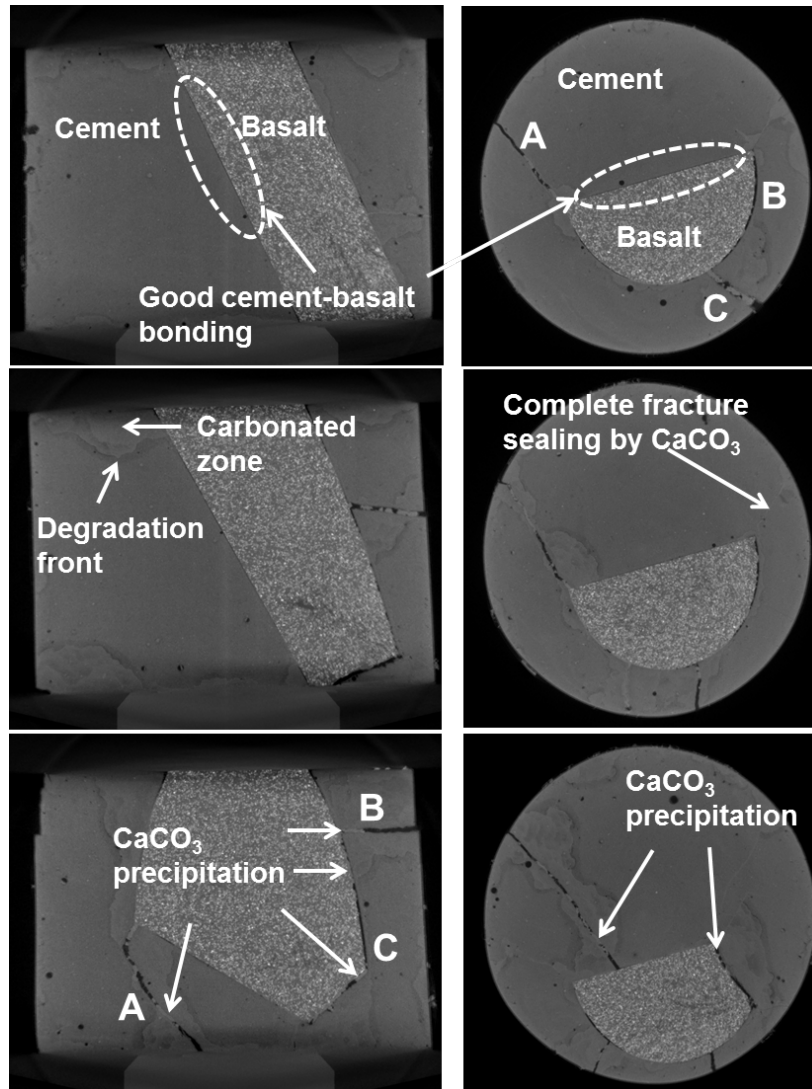 Cement
Basalt
Good cement-basalt
bonding
Cement
A
B
Basalt
C
Carbonated
zone
Degradation
front
Complete fracture
sealing by CaCO₃
B
CaCO₃
precipitation
C
A
CaCO₃
precipitation